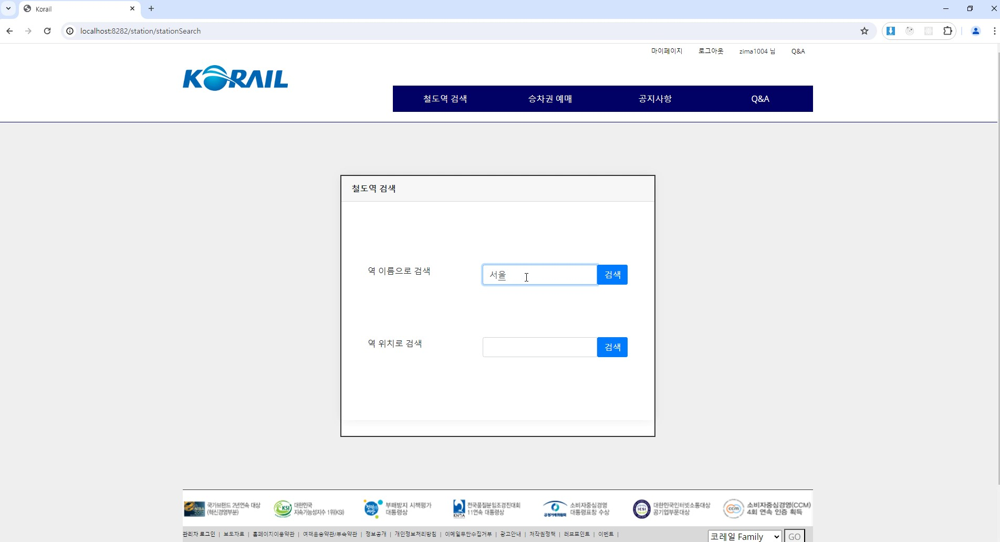 Korail
localhost:8282/station/stationSearch
마이페이지 로그아웃 zima1004 님 Q&A
KORAIL
철도역 검색 승차권 예매 공지사항 Q&A
철도역 검색
역 이름으로 검색 서울 검색
역 위치로 검색 검색
NBA 2012 국가브랜드 2년연속 대상
(혁신경영부분)
KSI 대한민국
지속가능성지수 1위(KSI)
부패방지 시책평가
대통령상
전국품질분임조경진대회
11연속 대통령상
소비자중심경영
대통령표창 수상
ICSI 대한민국인터넷소통대상
공기업부문대상
ccm 소비자중심경영(CCM)
4회 연속 인증 획득
관리자 로그인 | 보도자료 | 홈페이지이용약관 | 여객운송약관/부속약관 | 정보공개 | 개인정보처리방침 | 이메일무단수집거부 | 광고안내 | 저작권정책 | 러브포인트 | 이벤트 |
코레일 Family GO